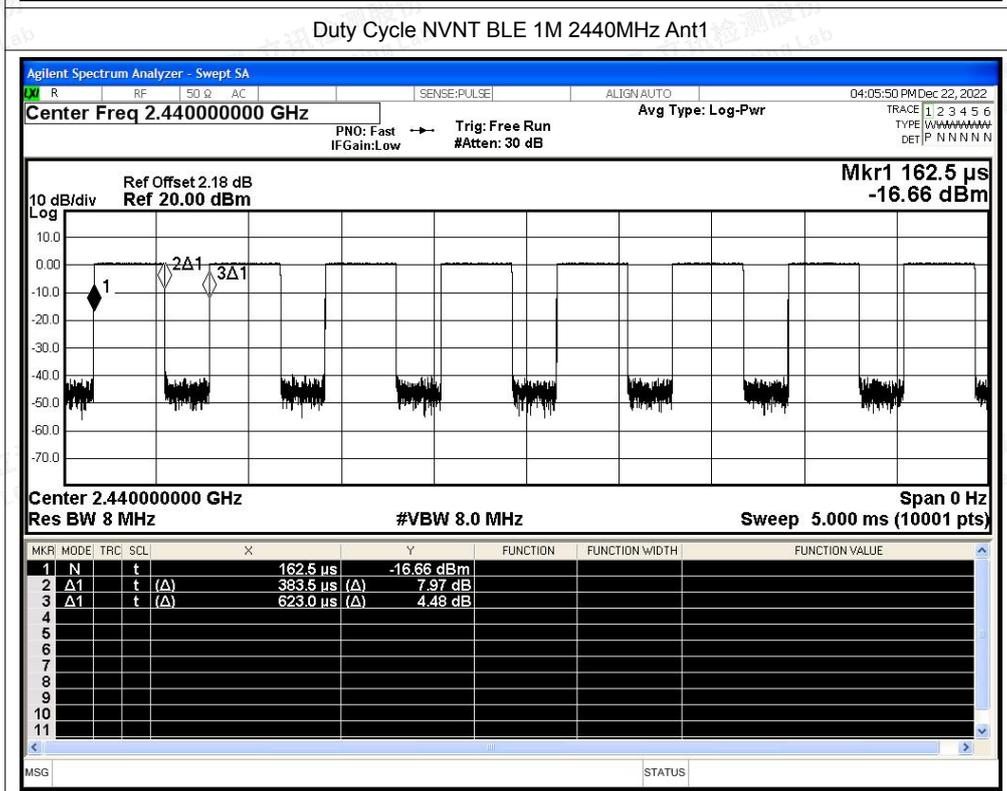 Duty Cycle NVNT BLE 1M 2440MHz Ant1
Agilent Spectrum Analyzer - Swept SA
LXI R RF 50 Ω AC SENSE:PULSE ALIGN AUTO 04:05:50 PM Dec 22, 2022
Center Freq 2.440000000 GHz Avg Type: Log-Pwr TRACE 1 2 3 4 5 6
PNO: Fast Trig: Free Run TYPE
IFGain:Low #Atten: 30 dB DET P N N N N N
Mkr1 162.5 µs
Ref Offset 2.18 dB
10 dB/div Ref 20.00 dBm -16.66 dBm
Log
10.0
0.00
2Δ1
3Δ1
1
-10.0
-20.0
-30.0
-40.0
-50.0
-60.0
-70.0
Center 2.440000000 GHz Span 0 Hz
Res BW 8 MHz #VBW 8.0 MHz Sweep 5.000 ms (10001 pts)
MKR MODE TRC SCL X Y FUNCTION FUNCTION WIDTH FUNCTION VALUE
1 N t 162.5 µs -16.66 dBm
2 Δ1 t (Δ) 383.5 µs (Δ) 7.97 dB
3 Δ1 t (Δ) 623.0 µs (Δ) 4.48 dB
4
5
6
7
8
9
10
11
MSG STATUS